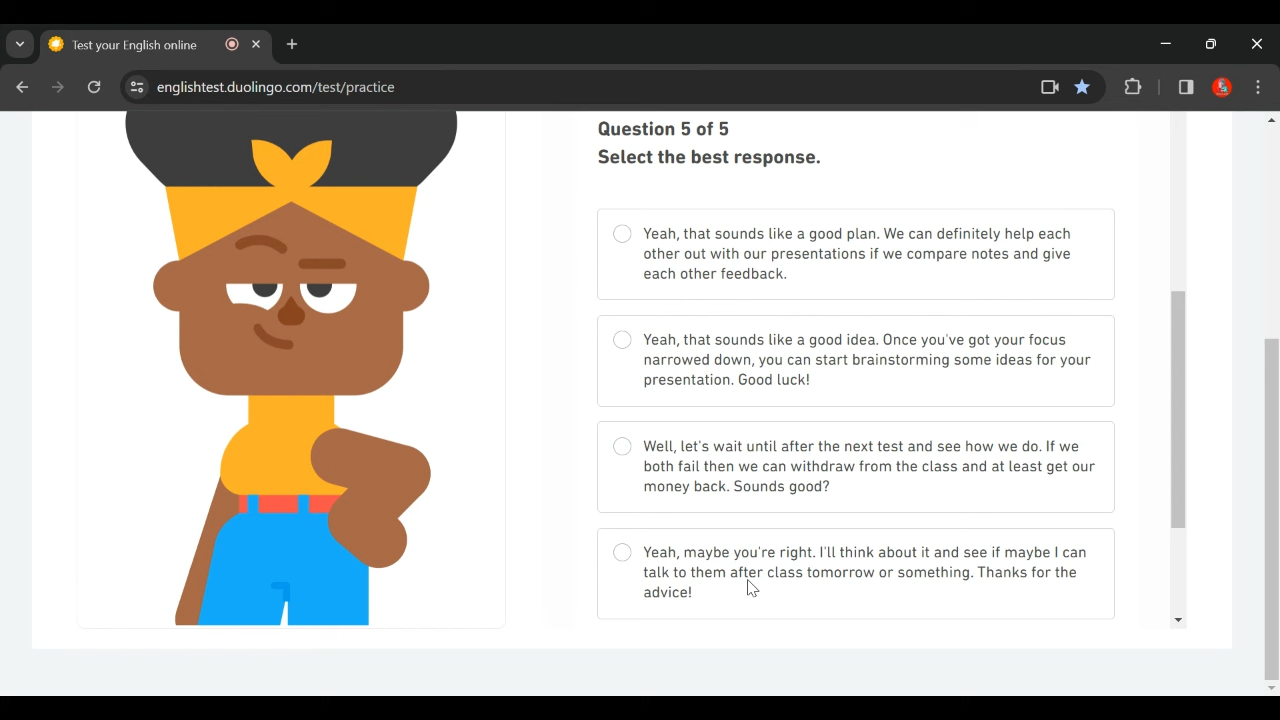 Test your English online
englishtest.duolingo.com/test/practice
Question 5 of 5
Select the best response.
Yeah, that sounds like a good plan. We can definitely help each
other out with our presentations if we compare notes and give
each other feedback.
Yeah, that sounds like a good idea. Once you've got your focus
narrowed down, you can start brainstorming some ideas for your
presentation. Good luck!
Well, let's wait until after the next test and see how we do. If we
both fail then we can withdraw from the class and at least get our
money back. Sounds good?
Yeah, maybe you're right. I'll think about it and see if maybe I can
talk to them after class tomorrow or something. Thanks for the
advice!